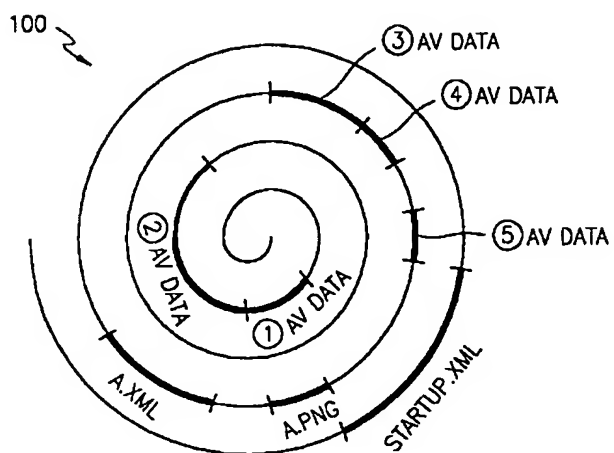 100
③ AV DATA
④ AV DATA
⑤ AV DATA
② AV DATA
① AV DATA
A.XML
A.PNG
STARTUP.XML